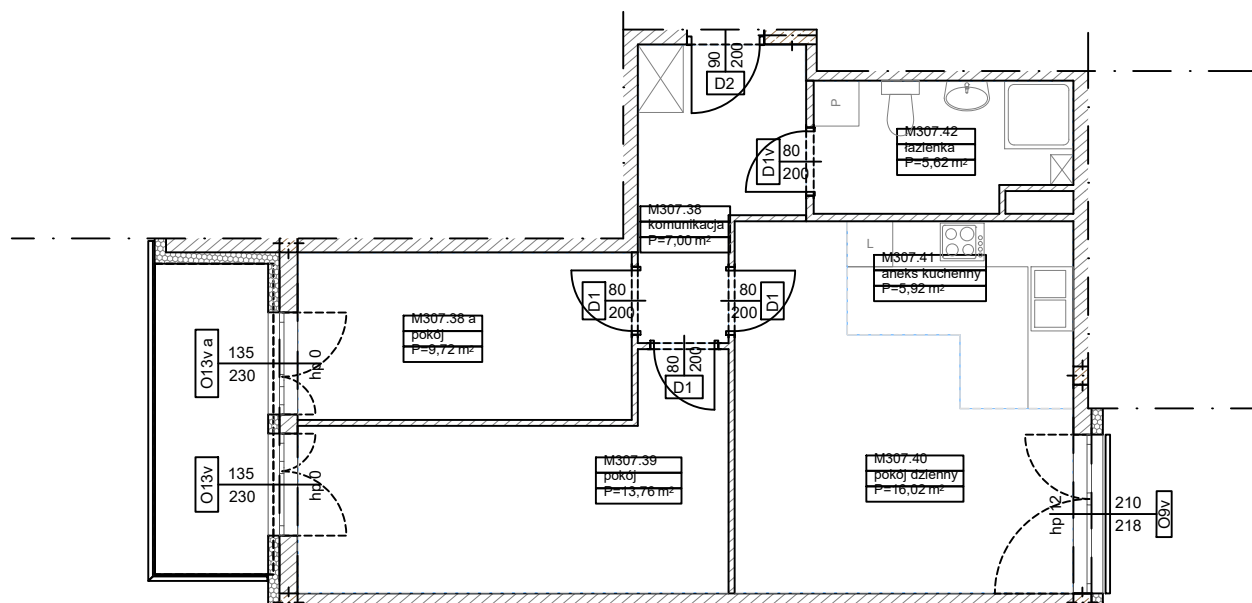 90
200
D2
P
M307.42
łazienka
P=5,62 m²
D1v
80
200
M307.38
komunikacja
P=7,00 m²
L
M307.41
aneks kuchenny
P=5,92 m²
D1
80
200
80
200
D1
M307.38 a
pokój
P=9,72 m²
O13v a
135
230
hp 0
80
200
D1
M307.39
pokój
P=13,76 m²
M307.40
pokój dzienny
P=16,02 m²
O13v
135
230
hp 0
hp 12
210
218
O9v